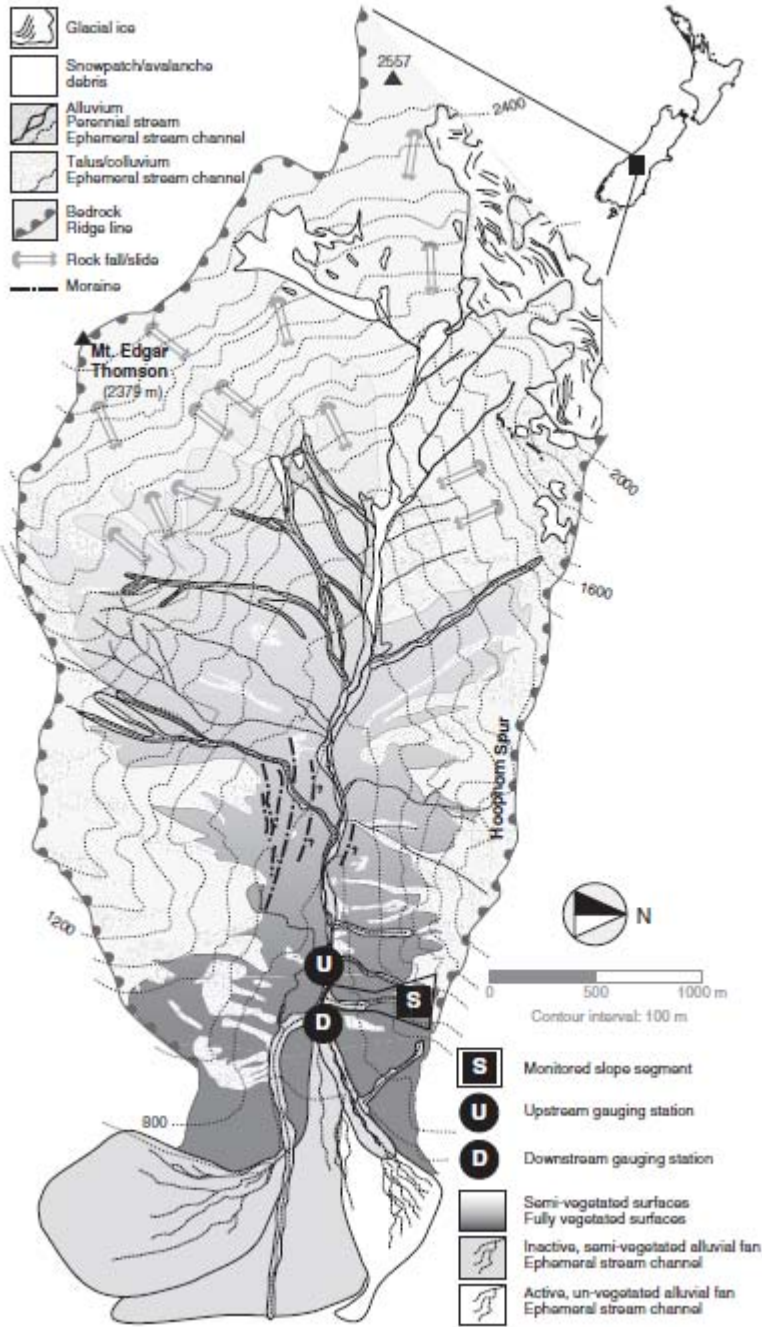 Glacial ice
Snowpatch/avalanche
debris
Alluvium
Perennial stream
Ephemeral stream channel
Talus/colluvium
Ephemeral stream channel
Bedrock
Ridge line
Rock fall/slide
Moraine
2557
2400
Mt. Edgar
Thomson
(2379 m)
2000
1600
Hoophorn Spur
1200
N
U
S
D
0 500 1000 m
Contour interval: 100 m
800
S Monitored slope segment
U Upstream gauging station
D Downstream gauging station
Semi-vegetated surfaces
Fully vegetated surfaces
Inactive, semi-vegetated alluvial fan
Ephemeral stream channel
Active, un-vegetated alluvial fan
Ephemeral stream channel